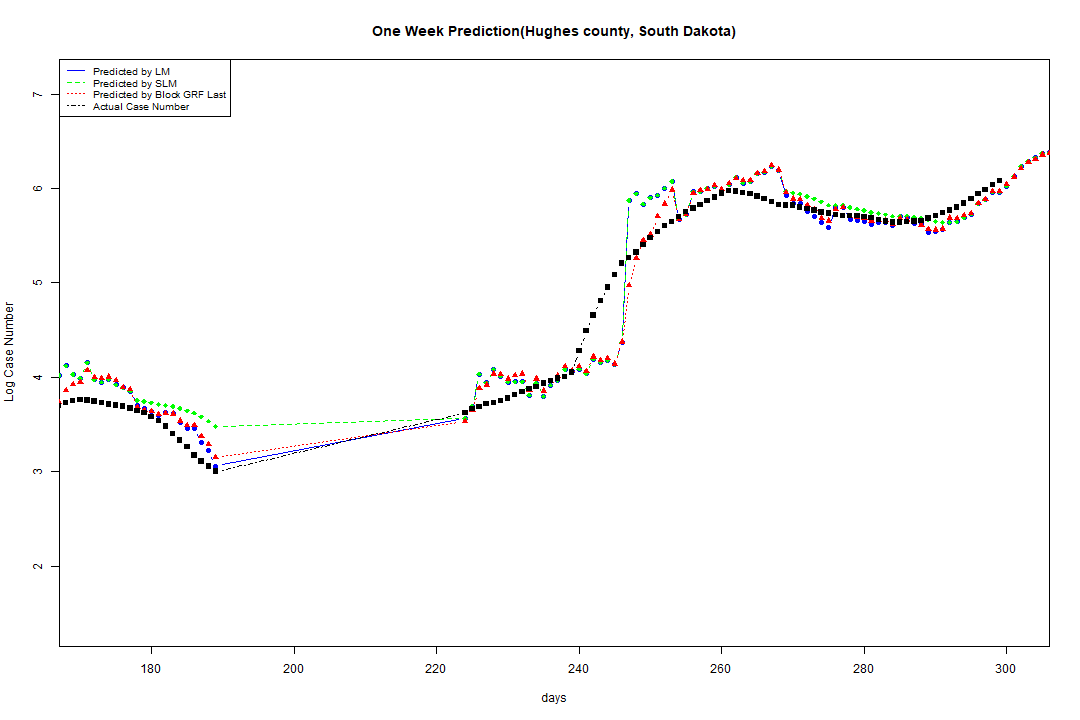 One Week Prediction(Hughes county, South Dakota)
Predicted by LM
Predicted by SLM
Predicted by Block GRF Last
Actual Case Number
7
6
5
4
3
2
Log Case Number
180 200 220 240 260 280 300
days